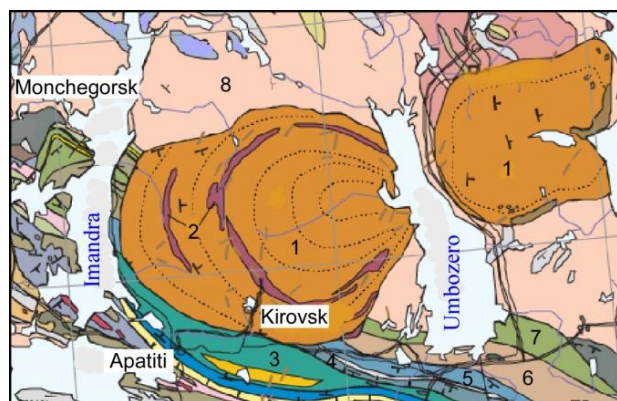 Monchegorsk
8
1
Imandra
2
1
Umbozero
Kirovsk
Apatiti
3
4
5
6
7